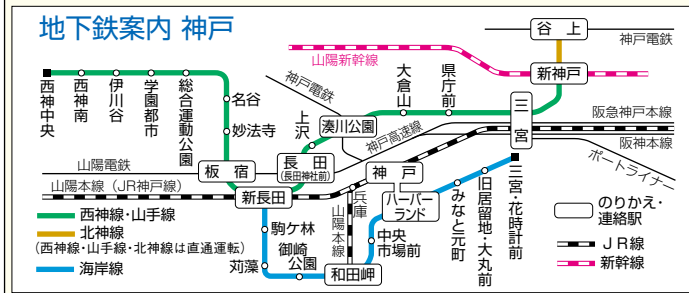 地下鉄案内 神戸
谷上
神戸電鉄
山陽新幹線
新神戸
神戸電鉄
大倉山
県庁前
三宮
阪急神戸本線
阪神本線
ポートライナー
西神中央
西神南
伊川谷
学園都市
総合運動公園
名谷
妙法寺
上沢
湊川公園
神戸高速線
山陽電鉄
板宿
長田
(長田神社前)
山陽本線(JR神戸線)
新長田
神戸
兵庫
ハーバー
ランド
三宮・花時計前
旧居留地・大丸前
みなと元町
山陽本線
中央
市場前
駒ケ林
御崎
公園
苅藻
和田岬
西神線・山手線
北神線
(西神線・山手線・北神線は直通運転)
海岸線
のりかえ・
連絡駅
JR線
新幹線